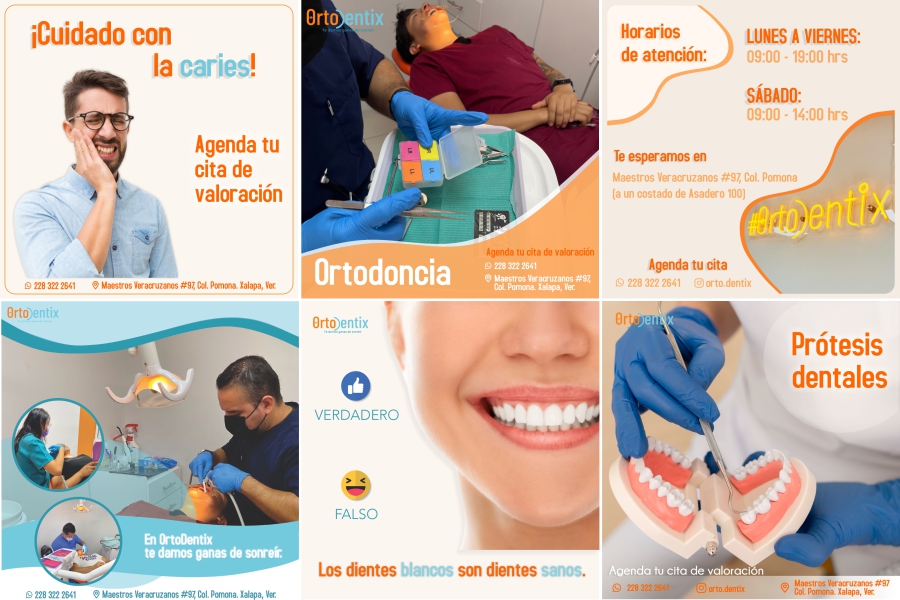 ¡Cuidado con
la caries!
Agenda tu
cita de
valoración
228 322 2641
Maestros Veracruzanos #97, Col. Pomona. Xalapa, Ver.
OrtoDentix
Ortodoncia
Agenda tu cita de valoración
228 322 2641
Maestros Veracruzanos #97,
Col. Pomona. Xalapa, Ver.
Horarios
de atención:
LUNES A VIERNES:
09:00 - 19:00 hrs
SÁBADO:
09:00 - 14:00 hrs
Te esperamos en
Maestros Veracruzanos #97, Col. Pomona
(a un costado de Asadero 100)
#OrtoDentix
Agenda tu cita
228 322 2641
orto.dentix
OrtoDentix
En OrtoDentix
te damos ganas de sonreír.
228 322 2641
Maestros Veracruzanos #97, Col. Pomona. Xalapa, Ver.
OrtoDentix
VERDADERO
FALSO
Los dientes blancos son dientes sanos.
OrtoDentix
Prótesis
dentales
Agenda tu cita de valoración
228 322 2641
orto.dentix
Maestros Veracruzanos #97
Col. Pomona. Xalapa, Ver.